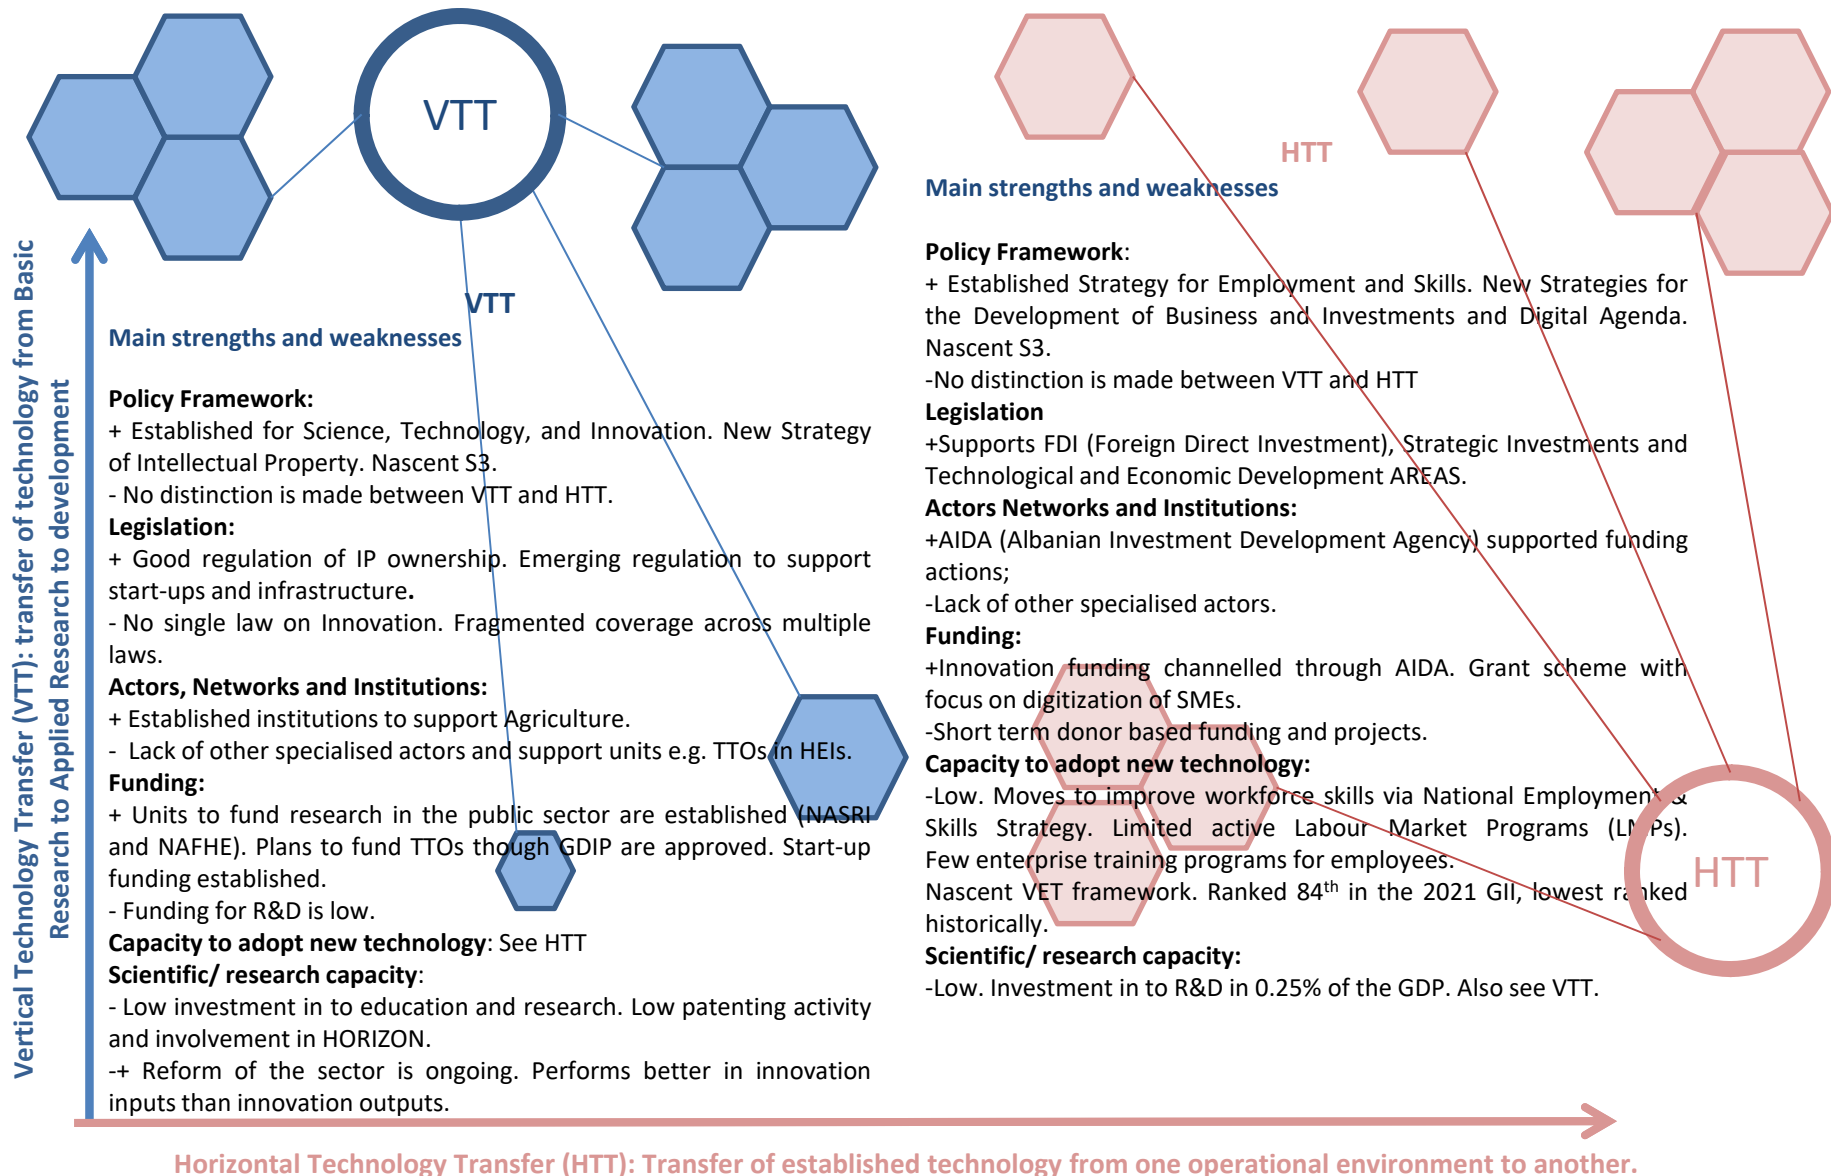 VTT
Vertical Technology Transfer (VTT): transfer of technology from Basic
Research to Applied Research to development
VTT
Main strengths and weaknesses
Policy Framework:
+ Established for Science, Technology, and Innovation. New Strategy
of Intellectual Property. Nascent S3.
- No distinction is made between VTT and HTT.
Legislation:
+ Good regulation of IP ownership. Emerging regulation to support
start-ups and infrastructure.
- No single law on Innovation. Fragmented coverage across multiple
laws.
Actors, Networks and Institutions:
+ Established institutions to support Agriculture.
- Lack of other specialised actors and support units e.g. TTOs in HEIs.
Funding:
+ Units to fund research in the public sector are established (NASRI
and NAFHE). Plans to fund TTOs though GDIP are approved. Start-up
funding established.
- Funding for R&D is low.
Capacity to adopt new technology: See HTT
Scientific/ research capacity:
- Low investment in to education and research. Low patenting activity
and involvement in HORIZON.
-+ Reform of the sector is ongoing. Performs better in innovation
inputs than innovation outputs.
HTT
Main strengths and weaknesses
Policy Framework:
+ Established Strategy for Employment and Skills. New Strategies for
the Development of Business and Investments and Digital Agenda.
Nascent S3.
-No distinction is made between VTT and HTT
Legislation
+Supports FDI (Foreign Direct Investment), Strategic Investments and
Technological and Economic Development AREAS.
Actors Networks and Institutions:
+AIDA (Albanian Investment Development Agency) supported funding
actions;
-Lack of other specialised actors.
Funding:
+Innovation funding channelled through AIDA. Grant scheme with
focus on digitization of SMEs.
-Short term donor based funding and projects.
Capacity to adopt new technology:
-Low. Moves to improve workforce skills via National Employment &
Skills Strategy. Limited active Labour Market Programs (LMPs).
Few enterprise training programs for employees.
Nascent VET framework. Ranked 84th in the 2021 GII, lowest ranked
historically.
Scientific/ research capacity:
-Low. Investment in to R&D in 0.25% of the GDP. Also see VTT.
HTT
Horizontal Technology Transfer (HTT): Transfer of established technology from one operational environment to another.